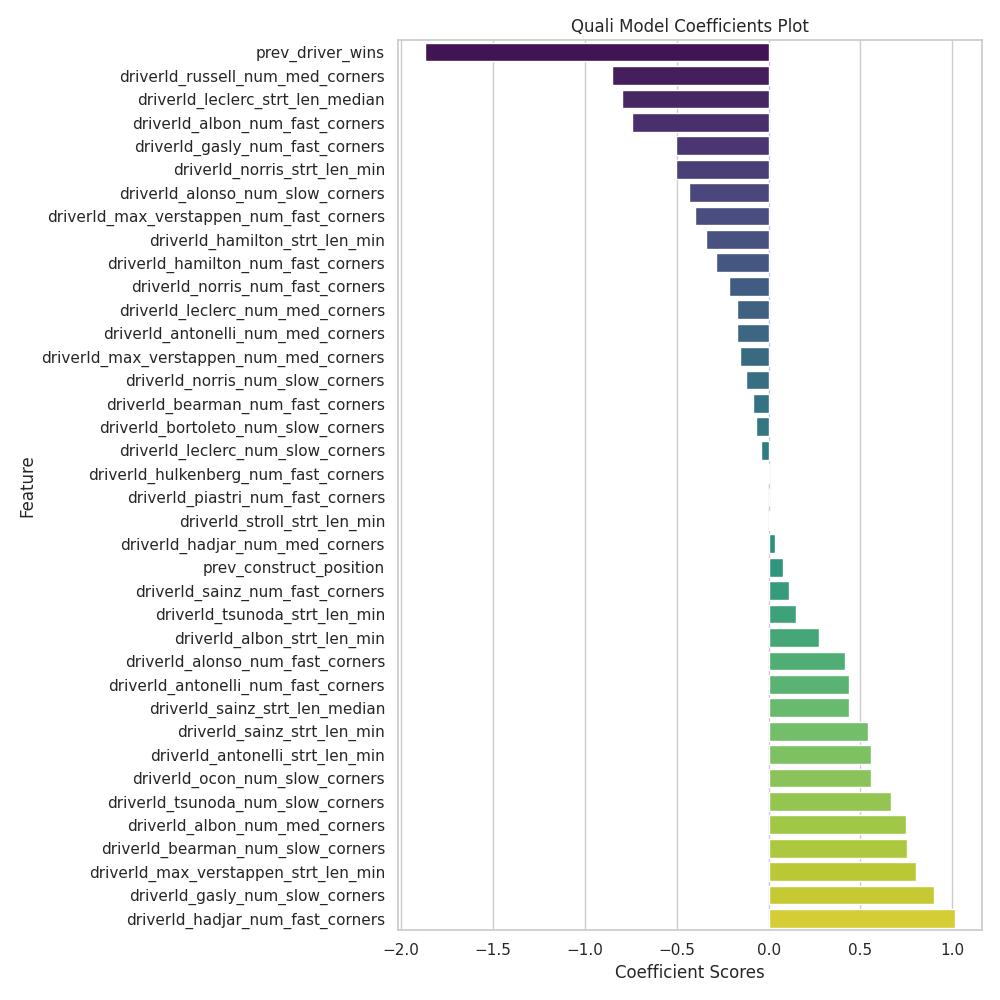 Quali Model Coefficients Plot
prev_driver_wins
driverId_russell_num_med_corners
driverId_leclerc_strt_len_median
driverId_albon_num_fast_corners
driverId_gasly_num_fast_corners
driverId_norris_strt_len_min
driverId_alonso_num_slow_corners
driverId_max_verstappen_num_fast_corners
driverId_hamilton_strt_len_min
driverId_hamilton_num_fast_corners
driverId_norris_num_fast_corners
driverId_leclerc_num_med_corners
driverId_antonelli_num_med_corners
driverId_max_verstappen_num_med_corners
driverId_norris_num_slow_corners
driverId_bearman_num_fast_corners
driverId_bortoleto_num_slow_corners
driverId_leclerc_num_slow_corners
driverId_hulkenberg_num_fast_corners
driverId_piastri_num_fast_corners
driverId_stroll_strt_len_min
driverId_hadjar_num_med_corners
prev_construct_position
driverId_sainz_num_fast_corners
driverId_tsunoda_strt_len_min
driverId_albon_strt_len_min
driverId_alonso_num_fast_corners
driverId_antonelli_num_fast_corners
driverId_sainz_strt_len_median
driverId_sainz_strt_len_min
driverId_antonelli_strt_len_min
driverId_ocon_num_slow_corners
driverId_tsunoda_num_slow_corners
driverId_albon_num_med_corners
driverId_bearman_num_slow_corners
driverId_max_verstappen_strt_len_min
driverId_gasly_num_slow_corners
driverId_hadjar_num_fast_corners
Feature
−2.0 −1.5 −1.0 −0.5 0.0 0.5 1.0
Coefficient Scores